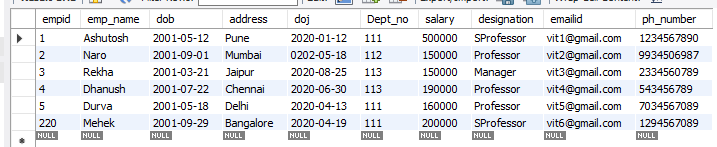 empid emp_name dob address doj Dept_no salary designation emailid ph_number
1 Ashutosh 2001-05-12 Pune 2020-01-12 111 500000 SProfessor vit1@gmail.com 1234567890
2 Naro 2001-09-01 Mumbai 0202-05-18 112 150000 Professor vit2@gmail.com 9934506987
3 Rekha 2001-03-21 Jaipur 2020-08-25 113 150000 Manager vit3@gmail.com 2334560789
4 Dhanush 2001-07-22 Chennai 2020-06-30 113 190000 Professor vit4@gmail.com 543456789
5 Durva 2001-05-18 Delhi 2020-04-13 111 160000 Professor vit5@gmail.com 7034567089
220 Mehek 2001-09-29 Bangalore 2020-04-19 111 200000 SProfessor vit6@gmail.com 1294567089
NULL NULL NULL NULL NULL NULL NULL NULL NULL NULL